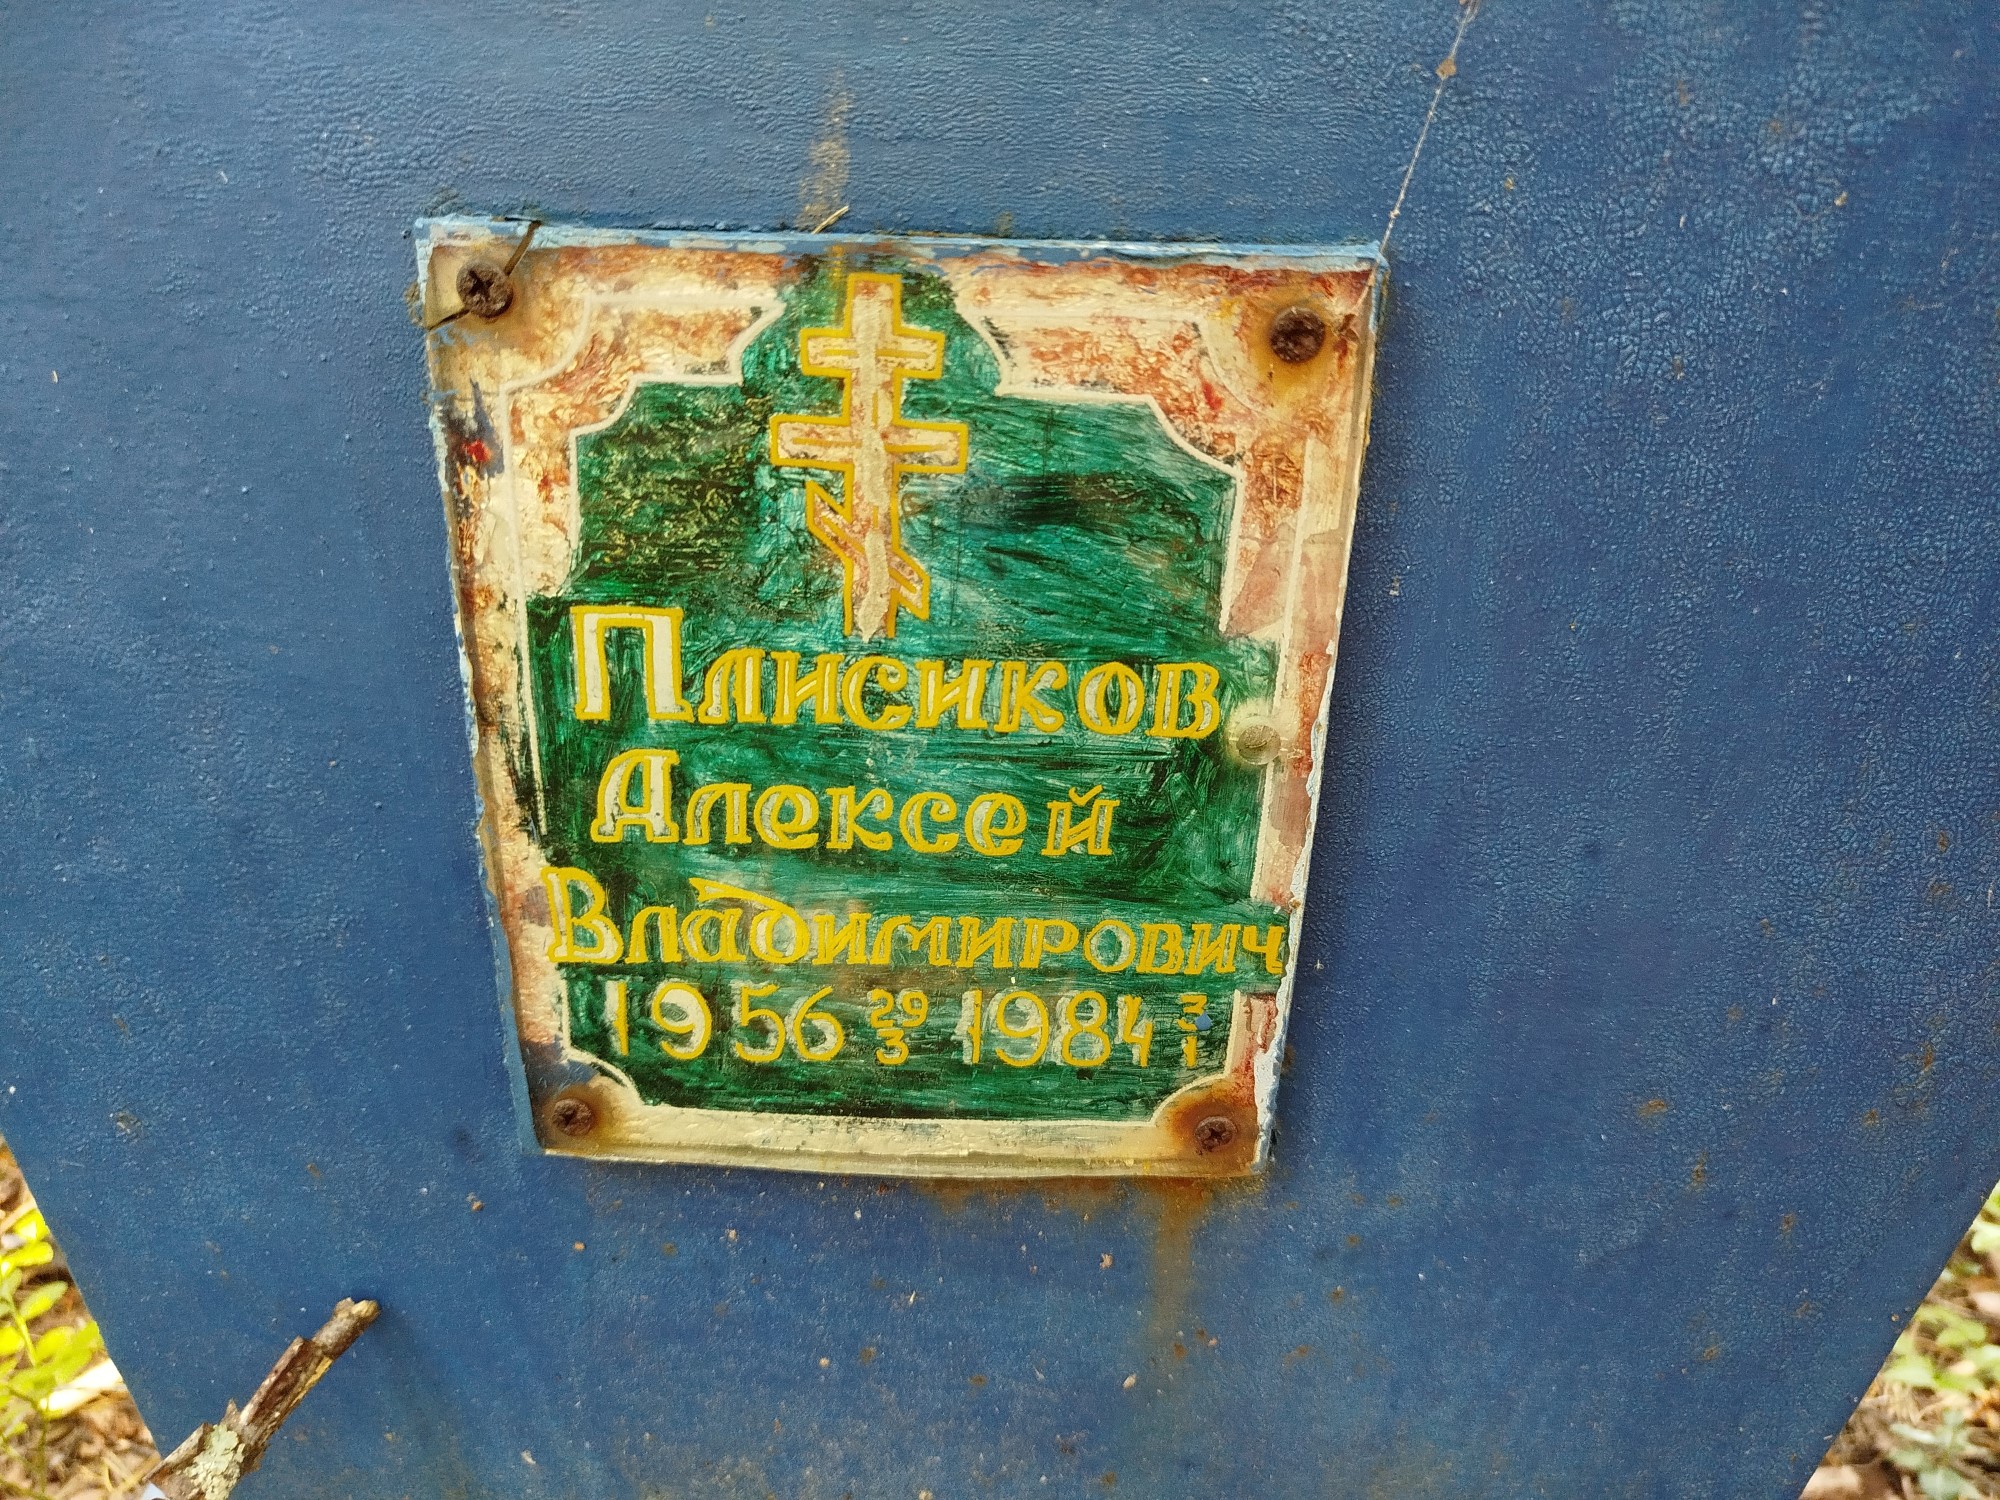 Плисиков
Алексей
Владимирович
1956 29/3 1984 3/1